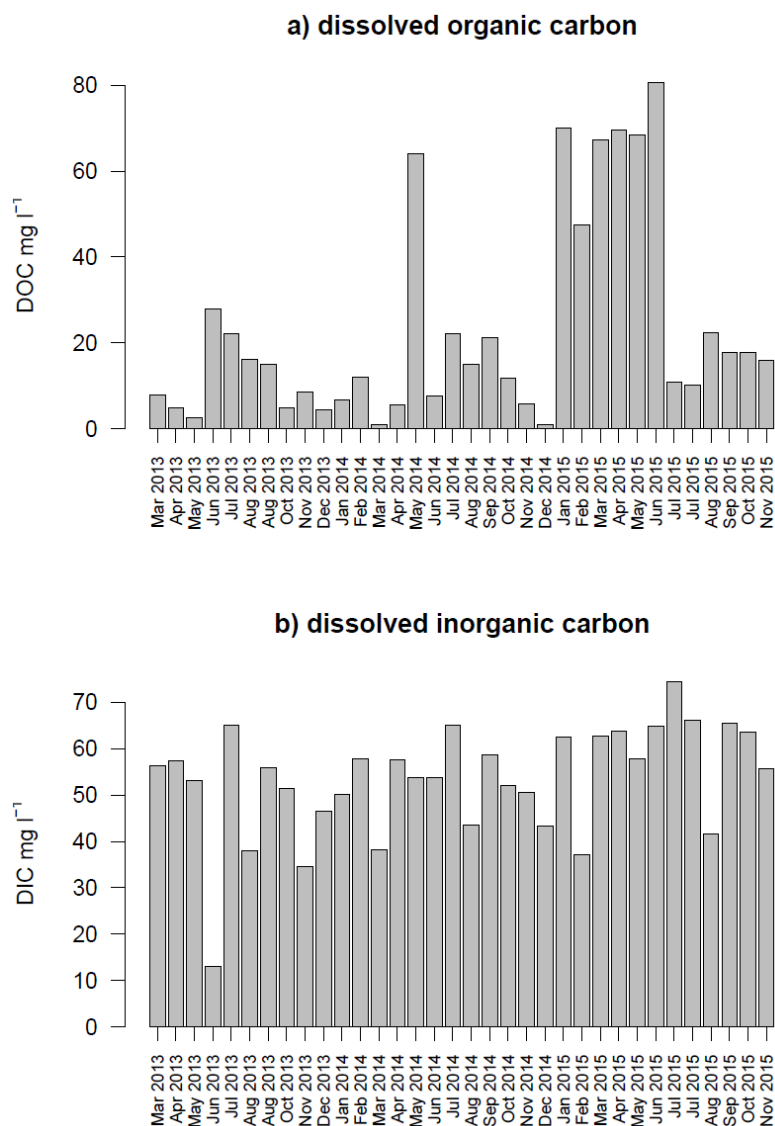 a) dissolved organic carbon
80
60
40
20
0
DOC mg l⁻¹
Mar 2013
Apr 2013
May 2013
Jun 2013
Jul 2013
Aug 2013
Aug 2013
Oct 2013
Nov 2013
Dec 2013
Jan 2014
Feb 2014
Mar 2014
Apr 2014
May 2014
Jun 2014
Jul 2014
Aug 2014
Sep 2014
Oct 2014
Nov 2014
Dec 2014
Jan 2015
Feb 2015
Mar 2015
Apr 2015
May 2015
Jun 2015
Jul 2015
Jul 2015
Aug 2015
Sep 2015
Oct 2015
Nov 2015
b) dissolved inorganic carbon
70
60
50
40
30
20
10
0
DIC mg l⁻¹
Mar 2013
Apr 2013
May 2013
Jun 2013
Jul 2013
Aug 2013
Aug 2013
Oct 2013
Nov 2013
Dec 2013
Jan 2014
Feb 2014
Mar 2014
Apr 2014
May 2014
Jun 2014
Jul 2014
Aug 2014
Sep 2014
Oct 2014
Nov 2014
Dec 2014
Jan 2015
Feb 2015
Mar 2015
Apr 2015
May 2015
Jun 2015
Jul 2015
Jul 2015
Aug 2015
Sep 2015
Oct 2015
Nov 2015